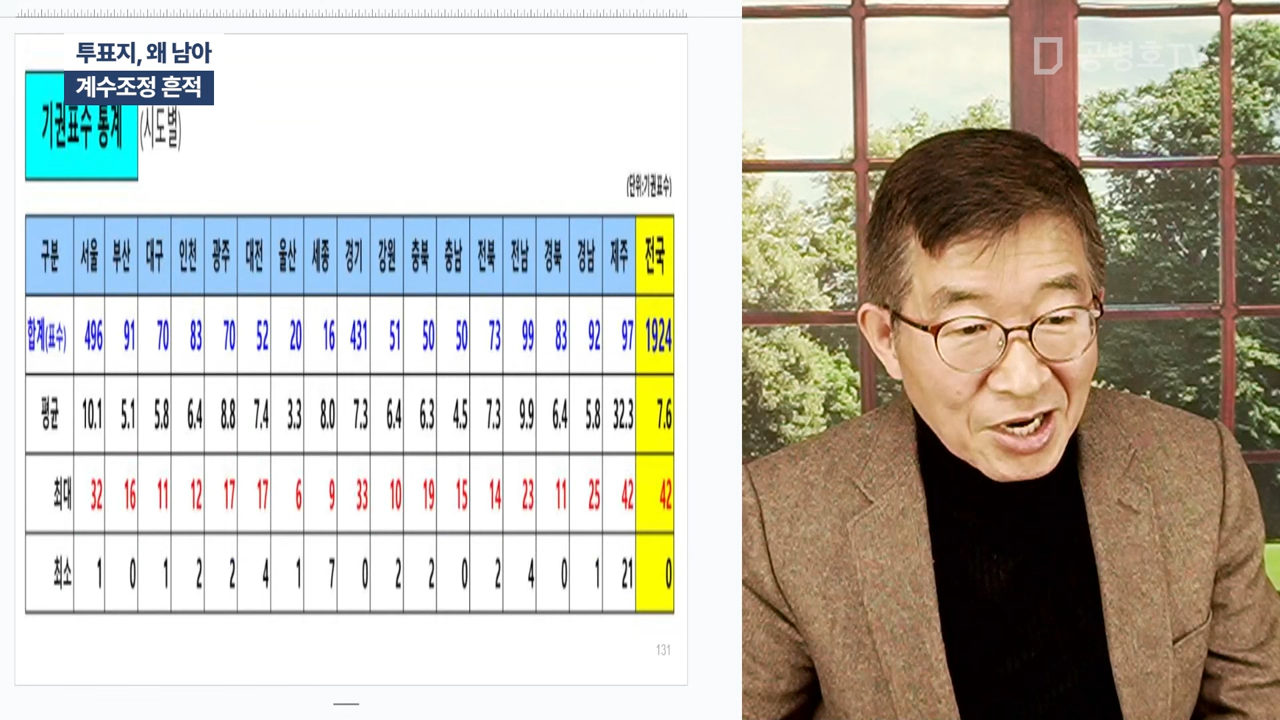 투표지, 왜 남아
계수조정 흔적
기권표수 통계 (시도별)
(단위:기권표수)
구분 서울 부산 대구 인천 광주 대전 울산 세종 경기 강원 충북 충남 전북 전남 경북 경남 제주 전국
합계(표수) 496 91 70 83 70 52 20 16 431 51 50 50 73 99 83 92 97 1924
평균 10.1 5.1 5.8 6.4 8.8 7.4 3.3 8.0 7.3 6.4 6.3 4.5 7.3 9.9 6.4 5.8 32.3 7.6
최대 32 16 11 12 17 17 6 9 33 10 19 15 14 23 11 25 42 42
최소 1 0 1 2 2 4 1 7 0 2 2 0 2 4 0 1 21 0
131
공병호TV